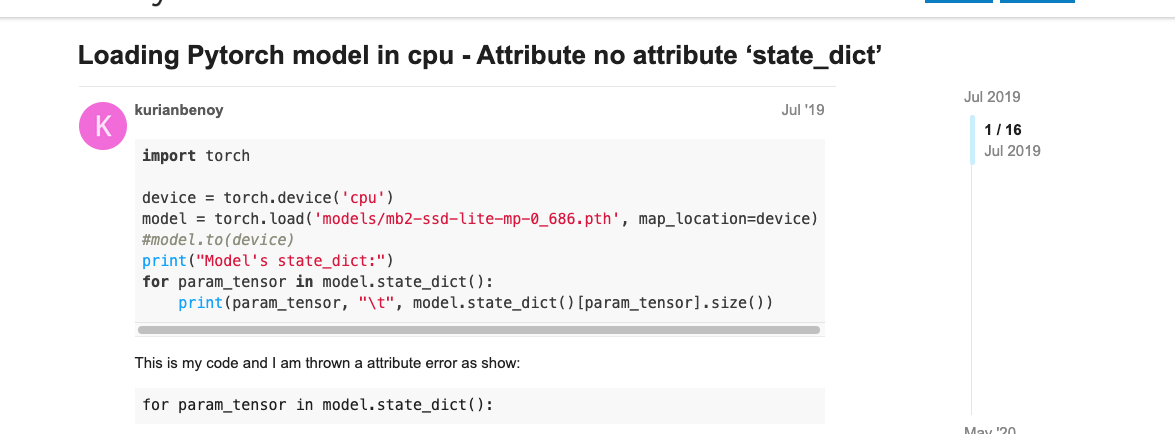 Loading Pytorch model in cpu - Attribute no attribute ‘state_dict’
K
kurianbenoy
Jul '19
import torch
device = torch.device('cpu')
model = torch.load('models/mb2-ssd-lite-mp-0_686.pth', map_location=device)
#model.to(device)
print("Model's state_dict:")
for param_tensor in model.state_dict():
    print(param_tensor, "\t", model.state_dict()[param_tensor].size())
This is my code and I am thrown a attribute error as show:
for param_tensor in model.state_dict():
Jul 2019
1 / 16
Jul 2019
May '20